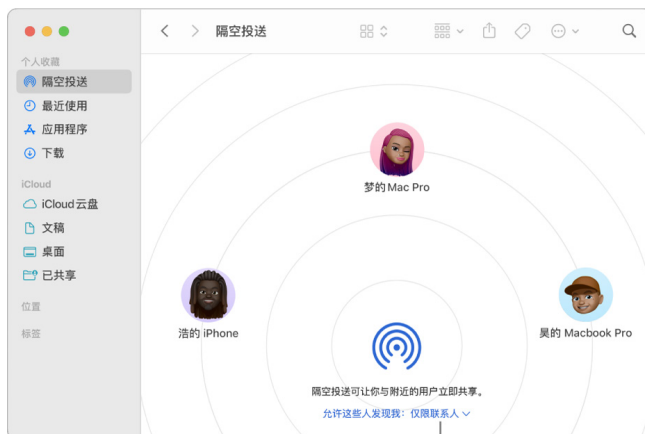 隔空投送
个人收藏
隔空投送
最近使用
应用程序
下载
iCloud
iCloud云盘
文稿
桌面
已共享
位置
标签
梦的 Mac Pro
浩的 iPhone
吴的 Macbook Pro
隔空投送可让你与附近的用户立即共享。
允许这些人发现我：仅限联系人